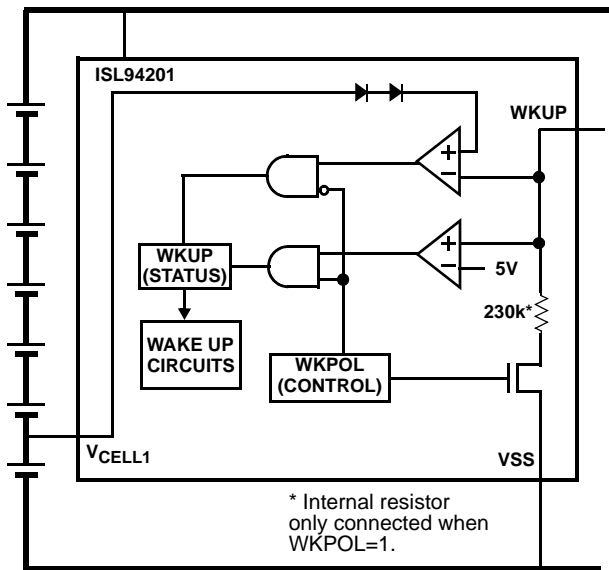 ISL94201
WKUP
+
−
+
−
5V
WKUP
(STATUS)
230k*
WAKE UP
CIRCUITS
WKPOL
(CONTROL)
VCELL1
VSS
* Internal resistor
only connected when
WKPOL=1.